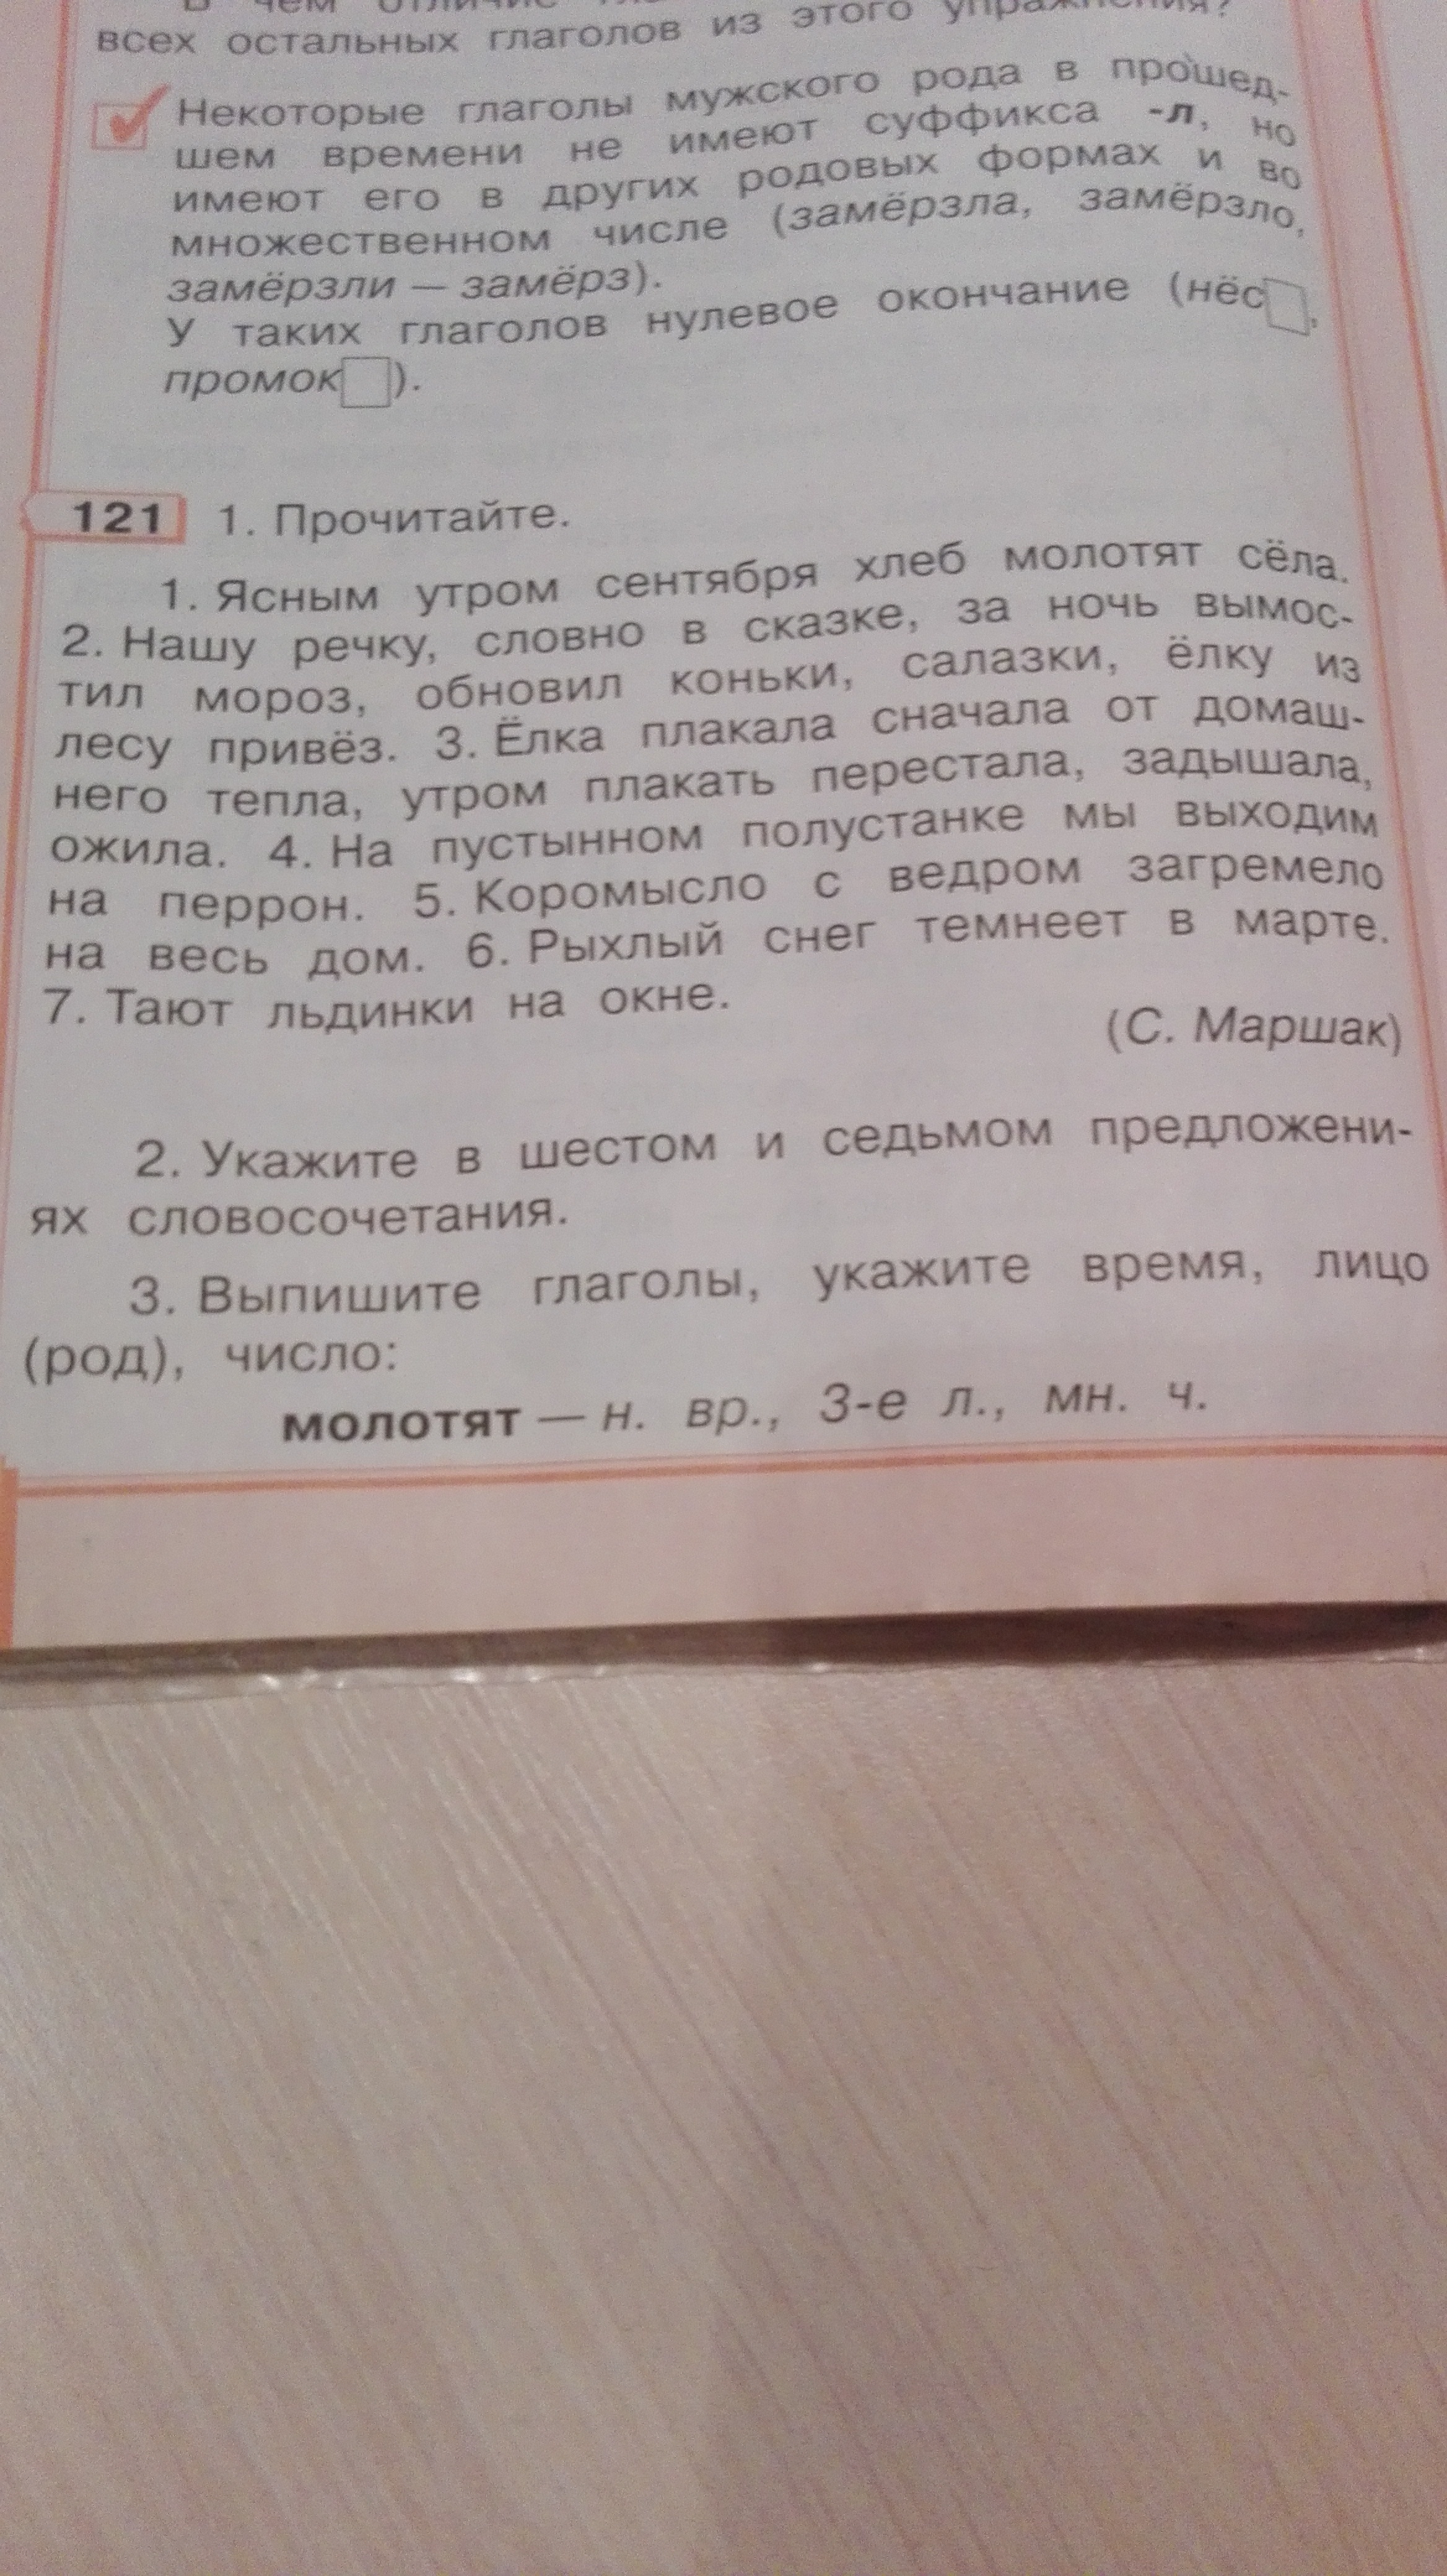 В чем отличие
всех остальных глаголов из этого упражнения?
Некоторые глаголы мужского рода в прошед-
шем времени не имеют суффикса -л, но
имеют его в других родовых формах и во
множественном числе (замёрзла, замёрзло,
замёрзли — замёрз).
У таких глаголов нулевое окончание (нёс□,
промок□).
121 1. Прочитайте.
1. Ясным утром сентября хлеб молотят сёла.
2. Нашу речку, словно в сказке, за ночь вымос-
тил мороз, обновил коньки, салазки, ёлку из
лесу привёз. 3. Ёлка плакала сначала от домаш-
него тепла, утром плакать перестала, задышала,
ожила. 4. На пустынном полустанке мы выходим
на перрон. 5. Коромысло с ведром загремело
на весь дом. 6. Рыхлый снег темнеет в марте.
7. Тают льдинки на окне.
(С. Маршак)
2. Укажите в шестом и седьмом предложени-
ях словосочетания.
3. Выпишите глаголы, укажите время, лицо
(род), число:
молотят — н. вр., 3-е л., мн. ч.